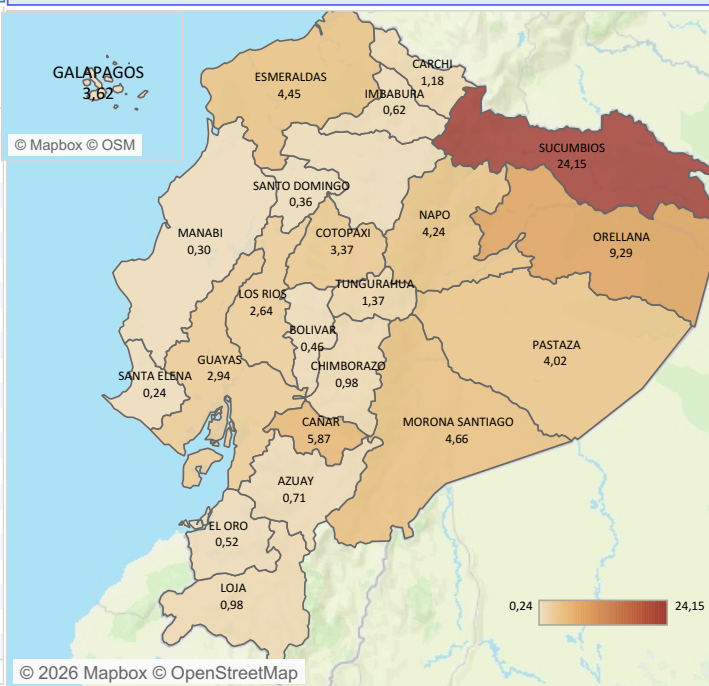 GALAPAGOS
3,62
© Mapbox © OSM
ESMERALDAS
4,45
CARCHI
1,18
IMBABURA
0,62
SUCUMBIOS
24,15
SANTO DOMINGO
0,36
NAPO
4,24
MANABI
0,30
COTOPAXI
3,37
ORELLANA
9,29
TUNGURAHUA
1,37
LOS RIOS
2,64
BOLIVAR
0,46
PASTAZA
4,02
GUAYAS
2,94
CHIMBORAZO
0,98
SANTA ELENA
0,24
CAÑAR
5,87
MORONA SANTIAGO
4,66
AZUAY
0,71
EL ORO
0,52
LOJA
0,98
0,24
24,15
© 2026 Mapbox © OpenStreetMap